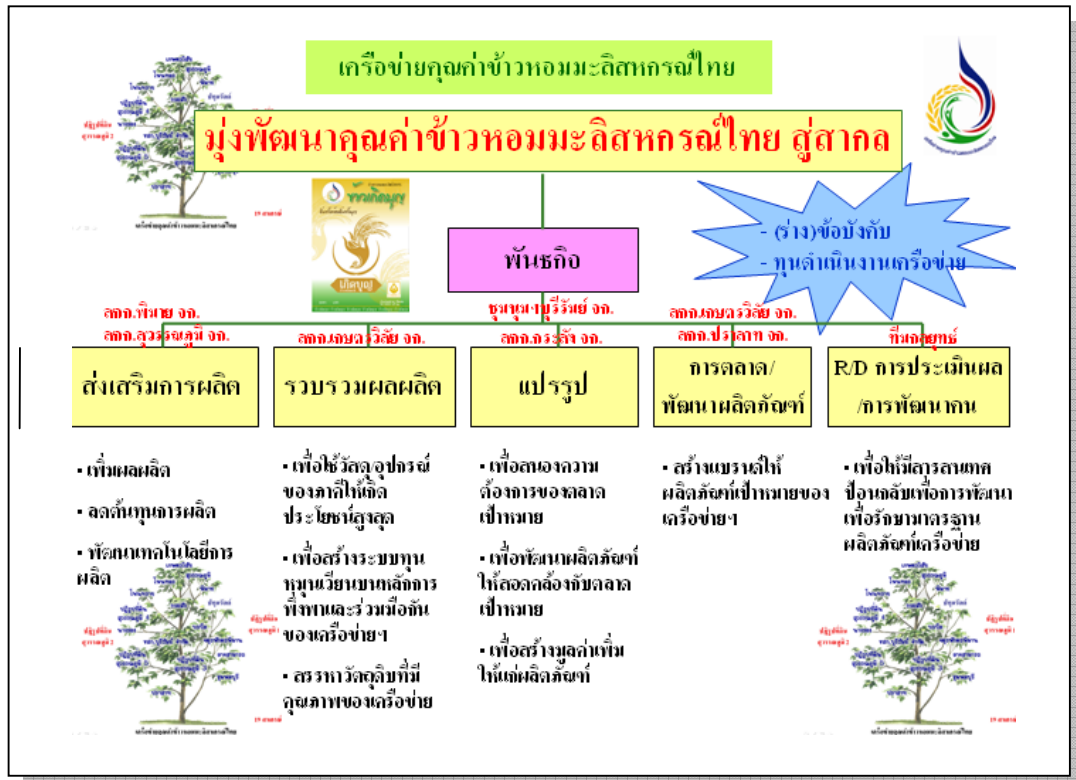 เครือข่ายคุณค่าข้าวหอมมะลิสหกรณ์ไทย
มุ่งพัฒนาคุณค่าข้าวหอมมะลิสหกรณ์ไทย สู่สากล
ข้าวเกิดบุญ
เกิดบุญ
พันธกิจ
- (ร่าง)ข้อบังคับ
- ทุนดำเนินงานเครือข่าย
สกก.พิมาย จก.
สกก.สุวรรณภูมิ จก.
สกก.เกษตรวิสัย จก.
ชุมนุมฯบุรีรัมย์ จก.
สกก.กระสัง จก.
สกก.เกษตรวิสัย จก.
สกก.ปราสาท จก.
ทีมกลยุทธ์
ส่งเสริมการผลิต
รวบรวมผลผลิต
แปรรูป
การตลาด/
พัฒนาผลิตภัณฑ์
R/D การประเมินผล
/การพัฒนาคน
▪ เพิ่มผลผลิต
▪ ลดต้นทุนการผลิต
▪ พัฒนาเทคโนโลยีการ
ผลิต
▪ เพื่อใช้วัสดุ/อุปกรณ์
ของภาคีให้เกิด
ประโยชน์สูงสุด
▪ เพื่อสร้างระบบทุน
หมุนเวียนบนหลักการ
พึ่งพาและร่วมมือกัน
ของเครือข่ายฯ
▪ สรรหาวัตถุดิบที่มี
คุณภาพของเครือข่าย
▪ เพื่อสนองความ
ต้องการของตลาด
เป้าหมาย
▪ เพื่อพัฒนาผลิตภัณฑ์
ให้สอดคล้องกับตลาด
เป้าหมาย
▪ เพื่อสร้างมูลค่าเพิ่ม
ให้แก่ผลิตภัณฑ์
▪ สร้างแบรนด์ให้
ผลิตภัณฑ์เป้าหมายของ
เครือข่ายฯ
▪ เพื่อให้มีสารสนเทศ
ป้อนกลับเพื่อการพัฒนา
เพื่อรักษามาตรฐาน
ผลิตภัณฑ์เครือข่าย